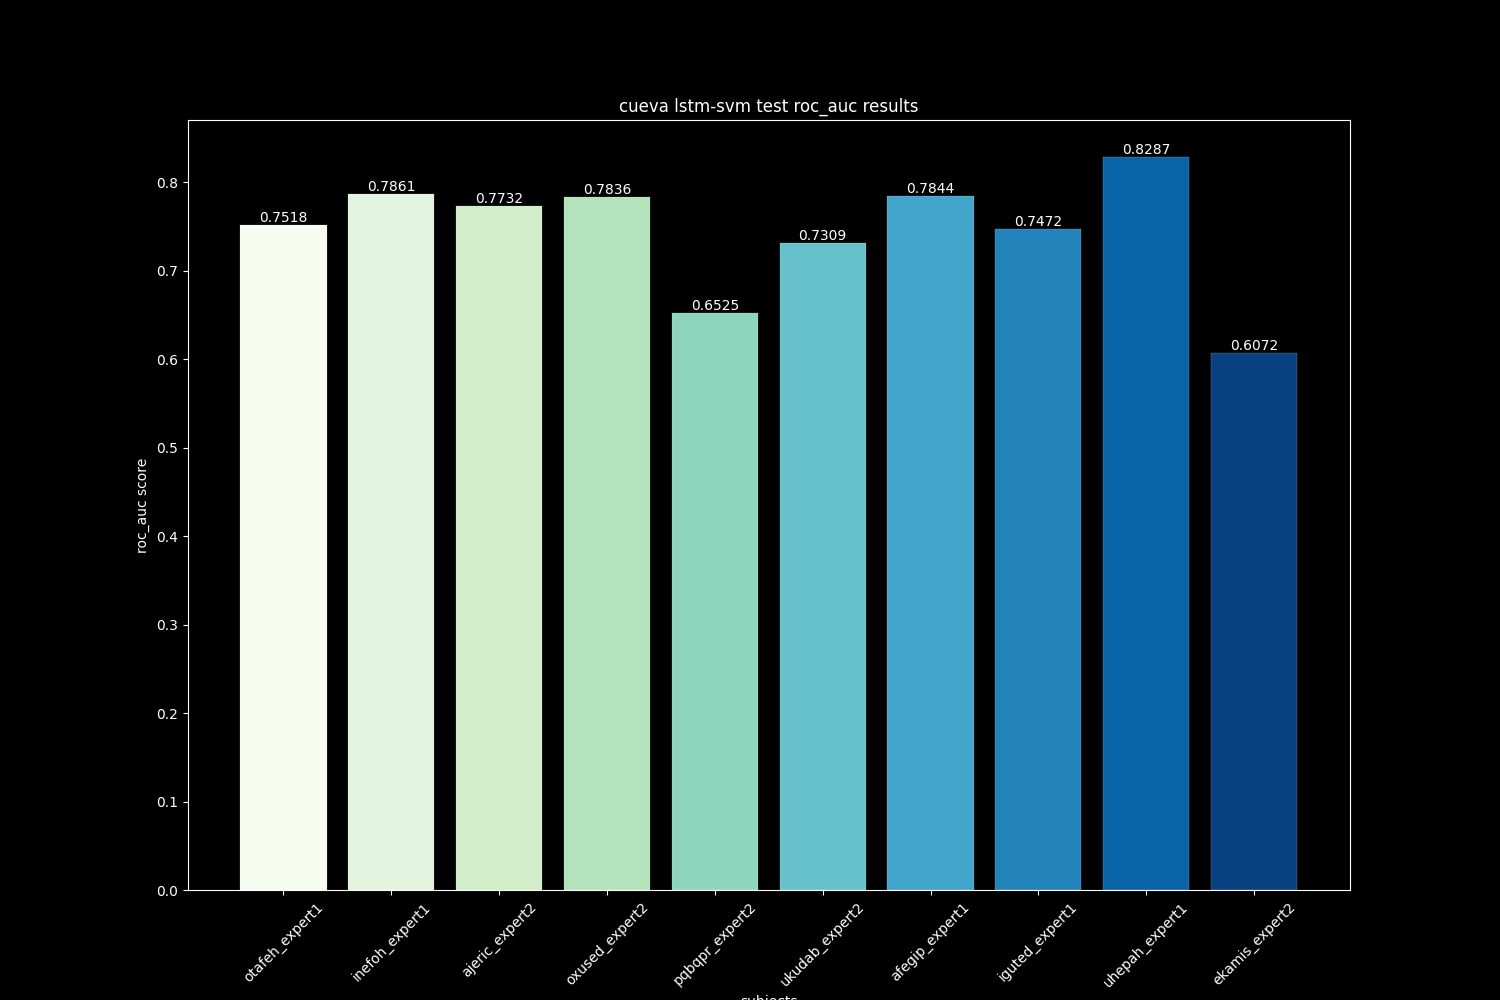 cueva lstm-svm test roc_auc results
0.8287
0.7861
0.7844
0.7836
0.7732
0.7518
0.7472
0.7309
0.6525
0.6072
0.8
0.7
0.6
0.5
0.4
0.3
0.2
0.1
0.0
roc_auc score
otafeh_expert1
inefoh_expert1
ajeric_expert2
oxused_expert2
pqbqpr_expert2
ukudab_expert2
afegip_expert1
iguted_expert1
uhepah_expert1
ekamis_expert2
subjects